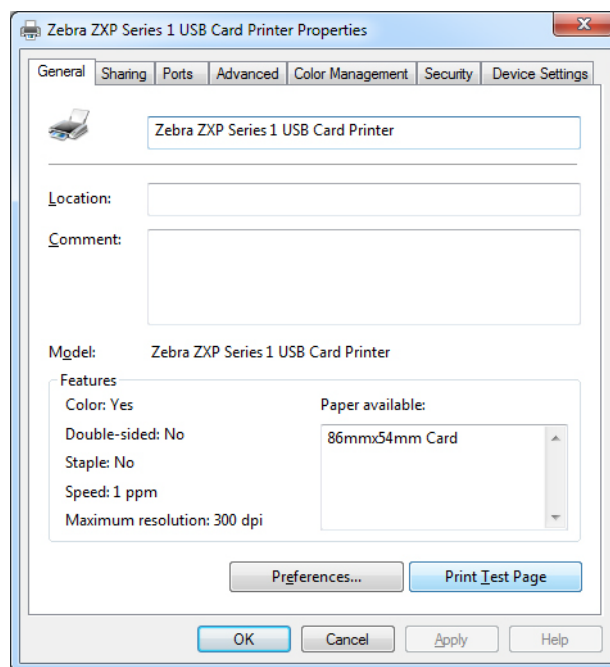 Zebra ZXP Series 1 USB Card Printer Properties
General Sharing Ports Advanced Color Management Security Device Settings
Zebra ZXP Series 1 USB Card Printer
Location:
Comment:
Model: Zebra ZXP Series 1 USB Card Printer
Features
Color: Yes Paper available:
Double-sided: No 86mmx54mm Card
Staple: No
Speed: 1 ppm
Maximum resolution: 300 dpi
Preferences... Print Test Page
OK Cancel Apply Help